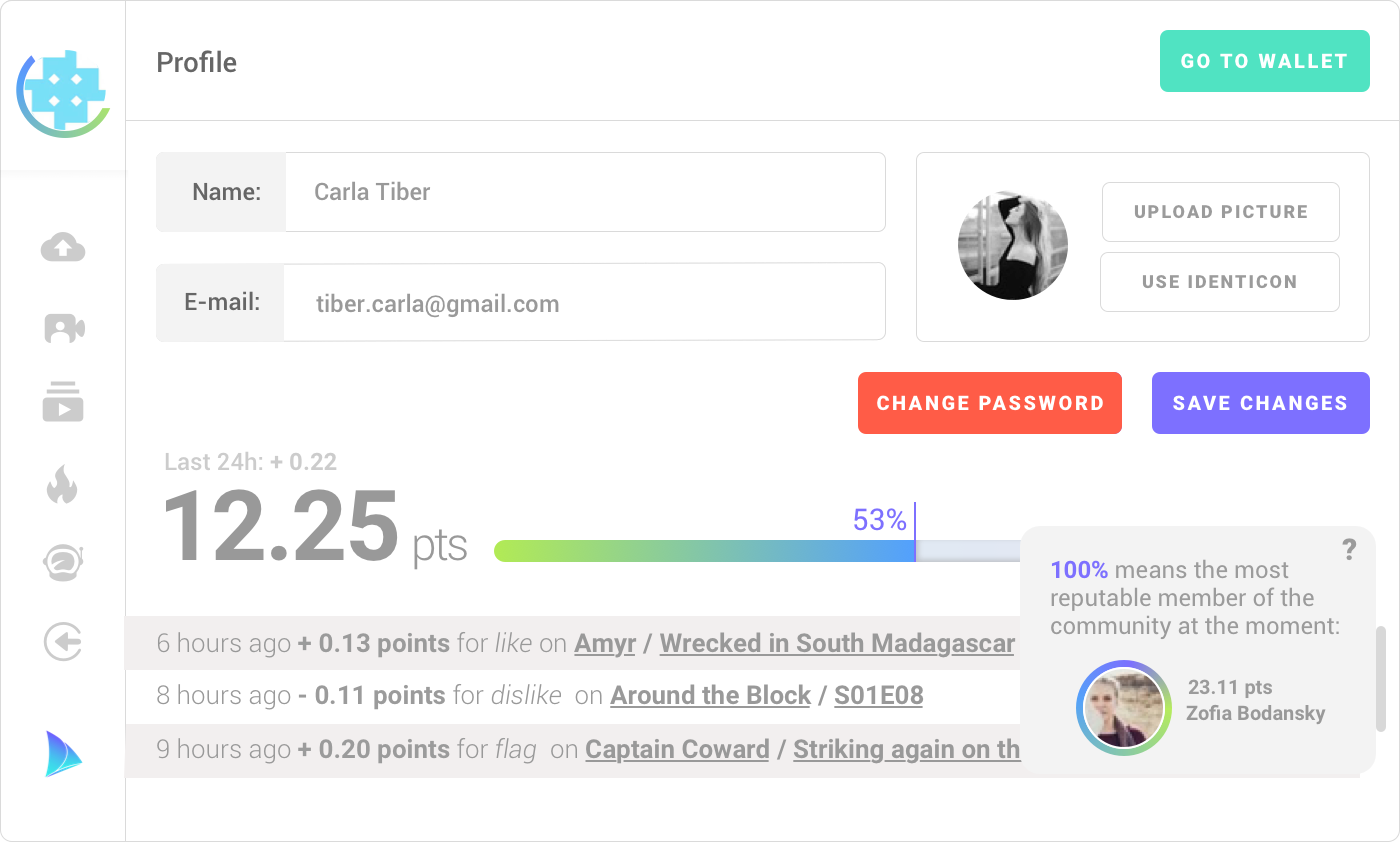 Profile
GO TO WALLET
Name:
Carla Tiber
UPLOAD PICTURE
USE IDENTICON
E-mail:
tiber.carla@gmail.com
CHANGE PASSWORD
SAVE CHANGES
Last 24h: + 0.22
12.25 pts
53%
?
100% means the most
reputable member of the
community at the moment:
23.11 pts
Zofia Bodansky
6 hours ago + 0.13 points for like on Amyr / Wrecked in South Madagascar
8 hours ago - 0.11 points for dislike on Around the Block / S01E08
9 hours ago + 0.20 points for flag on Captain Coward / Striking again on th